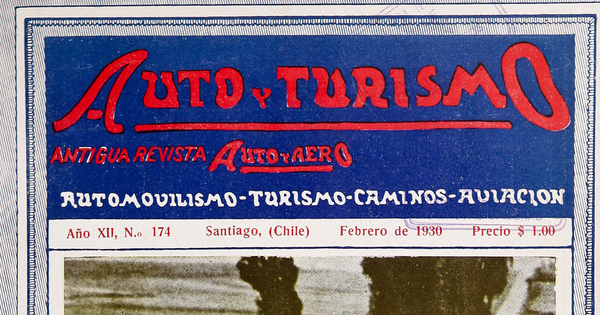 AUTO Y TURISMO
ANTIGUA REVISTA AUTO Y AERO
AUTOMOVILISMO-TURISMO-CAMINOS-AVIACION
Año XII, N.o 174 Santiago, (Chile) Febrero de 1930 Precio $ 1.00